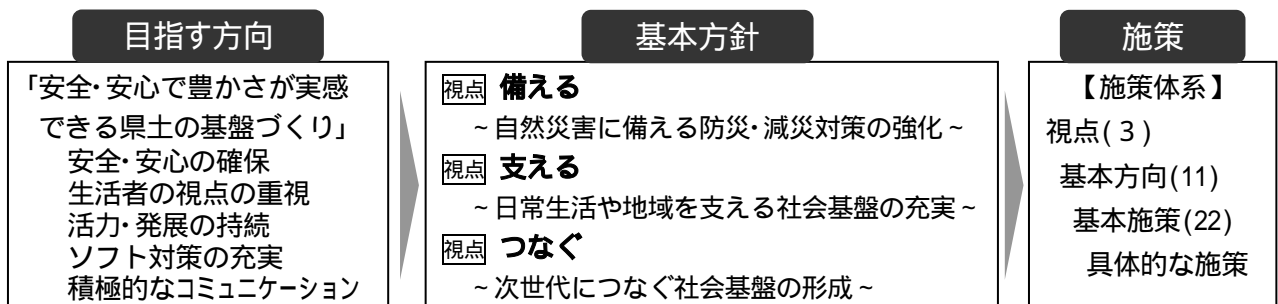 目指す方向
「安全・安心で豊かさが実感
できる県土の基盤づくり」
安全・安心の確保
生活者の視点の重視
活力・発展の持続
ソフト対策の充実
積極的なコミュニケーション
基本方針
視点 備える
~自然災害に備える防災・減災対策の強化~
視点 支える
~日常生活や地域を支える社会基盤の充実~
視点 つなぐ
~次世代につなぐ社会基盤の形成~
施策
【施策体系】
視点(3)
基本方向(11)
基本施策(22)
具体的な施策